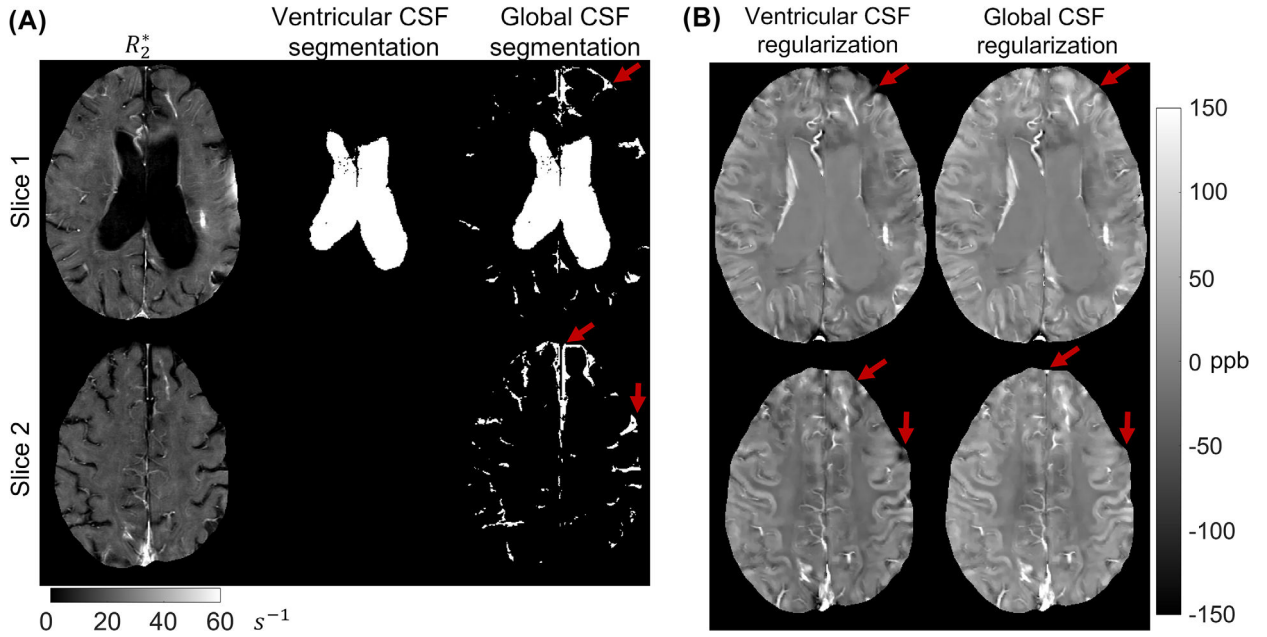 (A)
R₂*
Ventricular CSF
segmentation
Global CSF
segmentation
Slice 1
Slice 2
0 20 40 60 s⁻¹
(B)
Ventricular CSF
regularization
Global CSF
regularization
150
100
50
0 ppb
-50
-100
-150